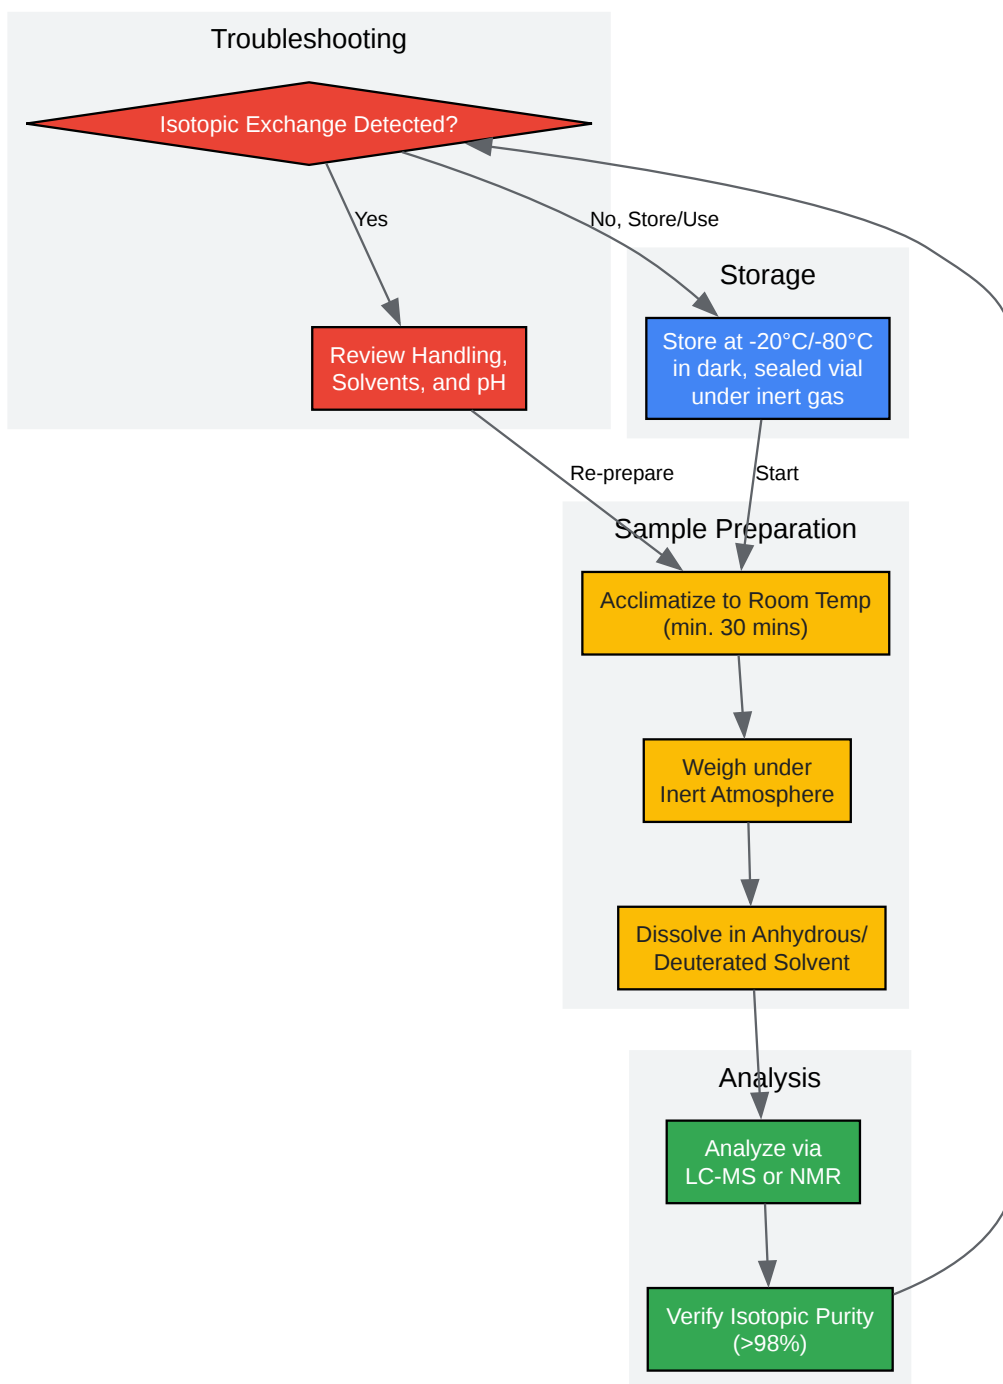 Troubleshooting
Isotopic Exchange Detected?
Yes
No, Store/Use
Storage
Review Handling,
Solvents, and pH
Store at -20°C/-80°C
in dark, sealed vial
under inert gas
Re-prepare
Start
Sample Preparation
Acclimatize to Room Temp
(min. 30 mins)
Weigh under
Inert Atmosphere
Dissolve in Anhydrous/
Deuterated Solvent
Analysis
Analyze via
LC-MS or NMR
Verify Isotopic Purity
(>98%)